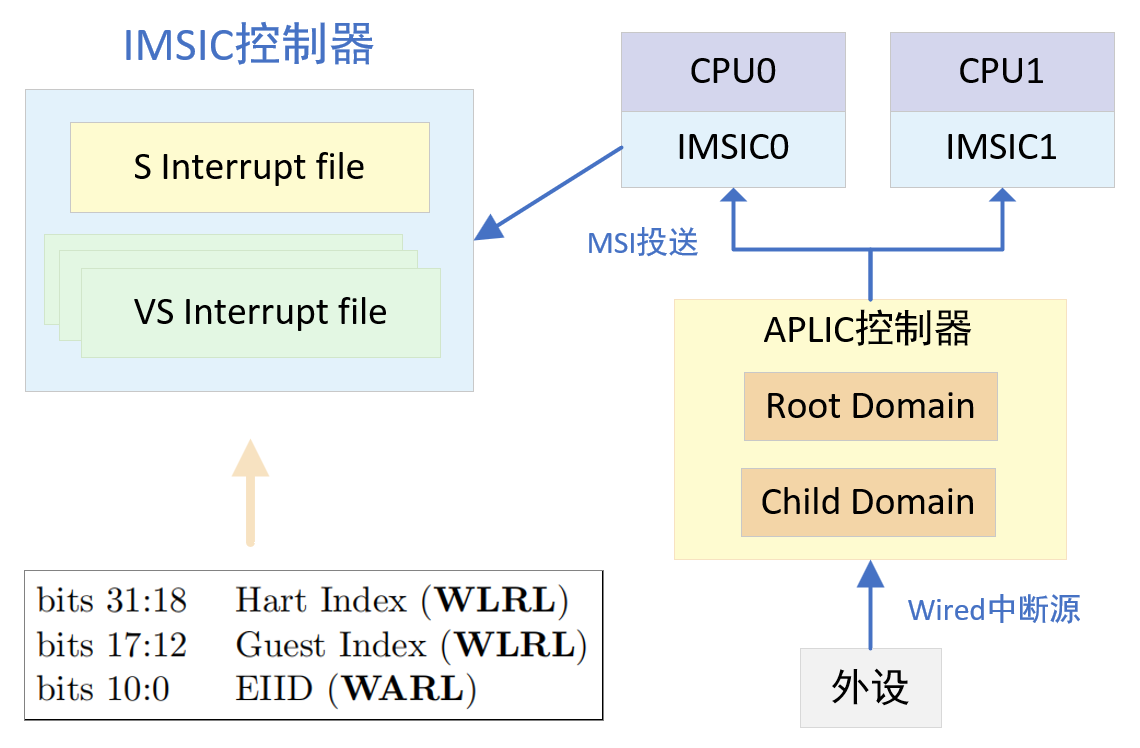 IMSIC控制器
S Interrupt file
VS Interrupt file
CPU0
IMSIC0
CPU1
IMSIC1
MSI投送
APLIC控制器
Root Domain
Child Domain
Wired中断源
外设
bits 31:18 Hart Index (WLRL)
bits 17:12 Guest Index (WLRL)
bits 10:0 EIID (WARL)